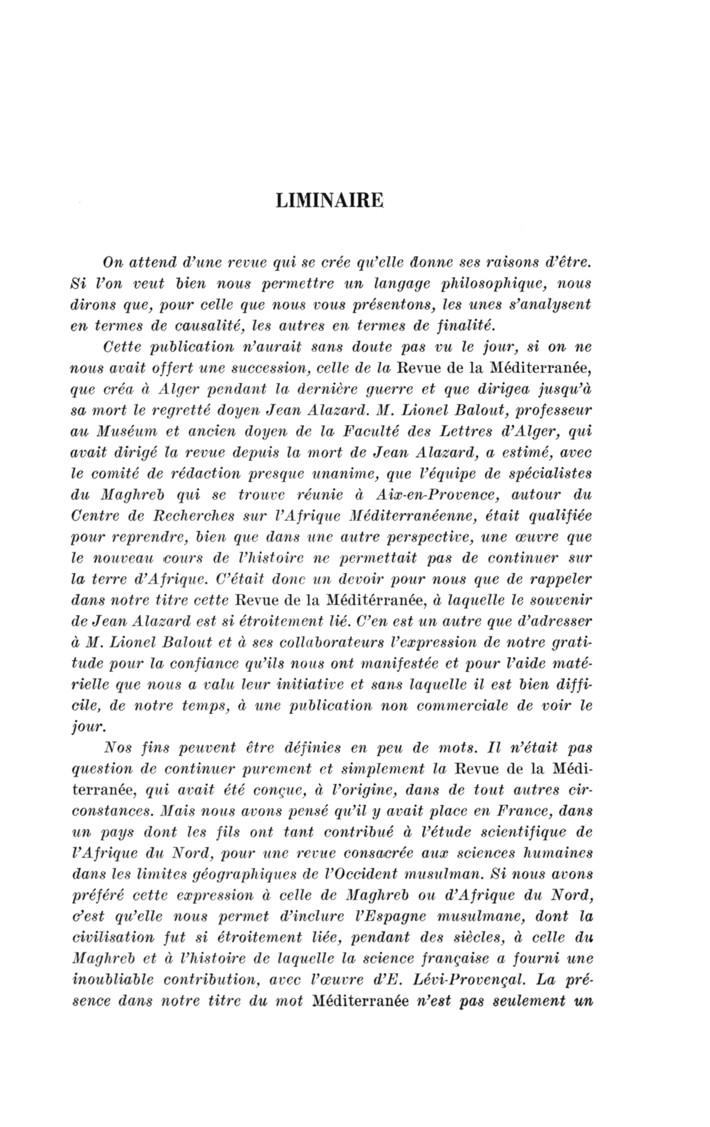 LIMINAIRE
On attend d'une revue qui se crée qu'elle donne ses raisons d'être.
Si l'on veut bien nous permettre un langage philosophique, nous
dirons que, pour celle que nous vous présentons, les unes s'analysent
en termes de causalité, les autres en termes de finalité.
Cette publication n'aurait sans doute pas vu le jour, si on ne
nous avait offert une succession, celle de la Revue de la Méditerranée,
que créa à Alger pendant la dernière guerre et que dirigea jusqu'à
sa mort le regretté doyen Jean Alazard. M. Lionel Balout, professeur
au Muséum et ancien doyen de la Faculté des Lettres d'Alger, qui
avait dirigé la revue depuis la mort de Jean Alazard, a estimé, avec
le comité de rédaction presque unanime, que l'équipe de spécialistes
du Maghreb qui se trouve réunie à Aix-en-Provence, autour du
Centre de Recherches sur l'Afrique Méditerranéenne, était qualifiée
pour reprendre, bien que dans une autre perspective, une œuvre que
le nouveau cours de l'histoire ne permettait pas de continuer sur
la terre d'Afrique. C'était donc un devoir pour nous que de rappeler
dans notre titre cette Revue de la Méditérranée, à laquelle le souvenir
de Jean Alazard est si étroitement lié. C'en est un autre que d'adresser
à M. Lionel Balout et à ses collaborateurs l'expression de notre grati-
tude pour la confiance qu'ils nous ont manifestée et pour l'aide maté-
rielle que nous a valu leur initiative et sans laquelle il est bien diffi-
cile, de notre temps, à une publication non commerciale de voir le
jour.
Nos fins peuvent être définies en peu de mots. Il n'était pas
question de continuer purement et simplement la Revue de la Médi-
terranée, qui avait été conçue, à l'origine, dans de tout autres cir-
constances. Mais nous avons pensé qu'il y avait place en France, dans
un pays dont les fils ont tant contribué à l'étude scientifique de
l'Afrique du Nord, pour une revue consacrée aux sciences humaines
dans les limites géographiques de l'Occident musulman. Si nous avons
préféré cette expression à celle de Maghreb ou d'Afrique du Nord,
c'est qu'elle nous permet d'inclure l'Espagne musulmane, dont la
civilisation fut si étroitement liée, pendant des siècles, à celle du
Maghreb et à l'histoire de laquelle la science française a fourni une
inoubliable contribution, avec l'œuvre d'E. Lévi-Provençal. La pré-
sence dans notre titre du mot Méditerranée n'est pas seulement un